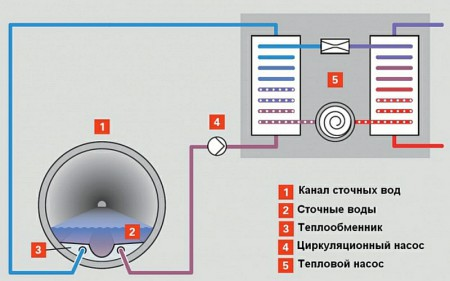 5
4
1
2
3
1 Канал сточных вод
2 Сточные воды
3 Теплообменник
4 Циркуляционный насос
5 Тепловой насос